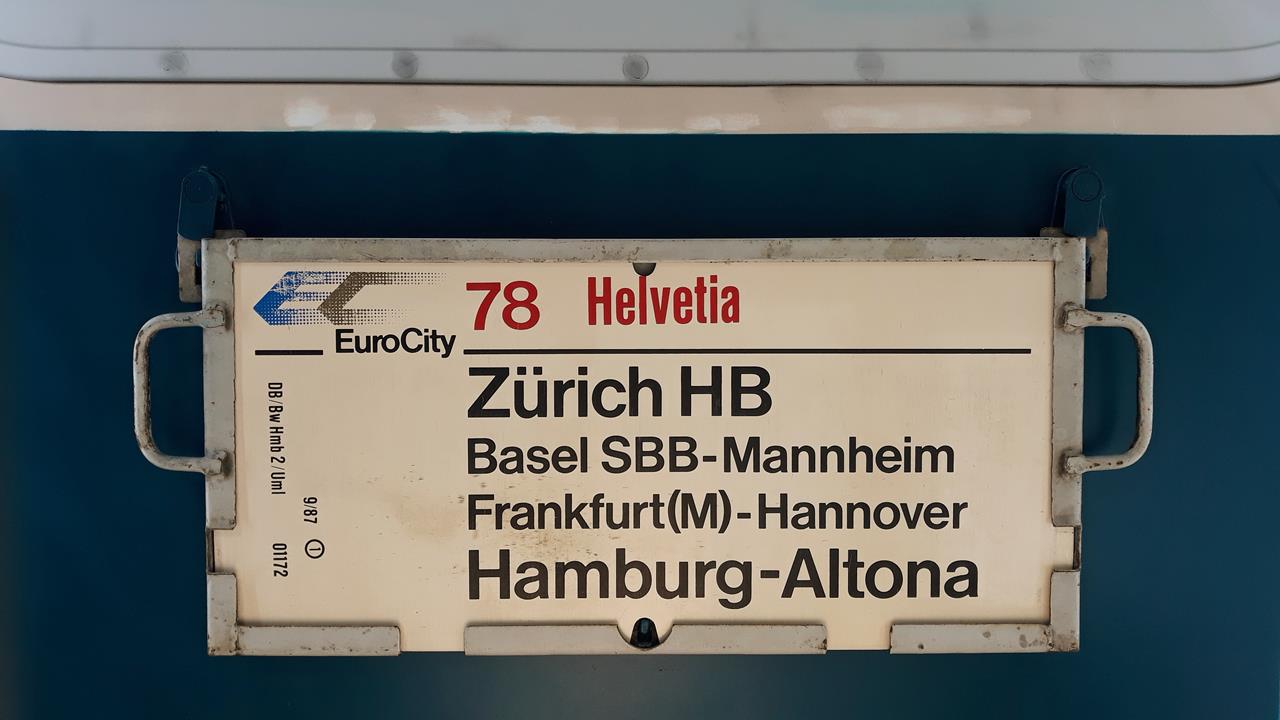 78 Helvetia
EuroCity
Zürich HB
Basel SBB-Mannheim
Frankfurt(M)-Hannover
Hamburg-Altona
DB/Bw Hmb 2/Uml 01172
9/87 1